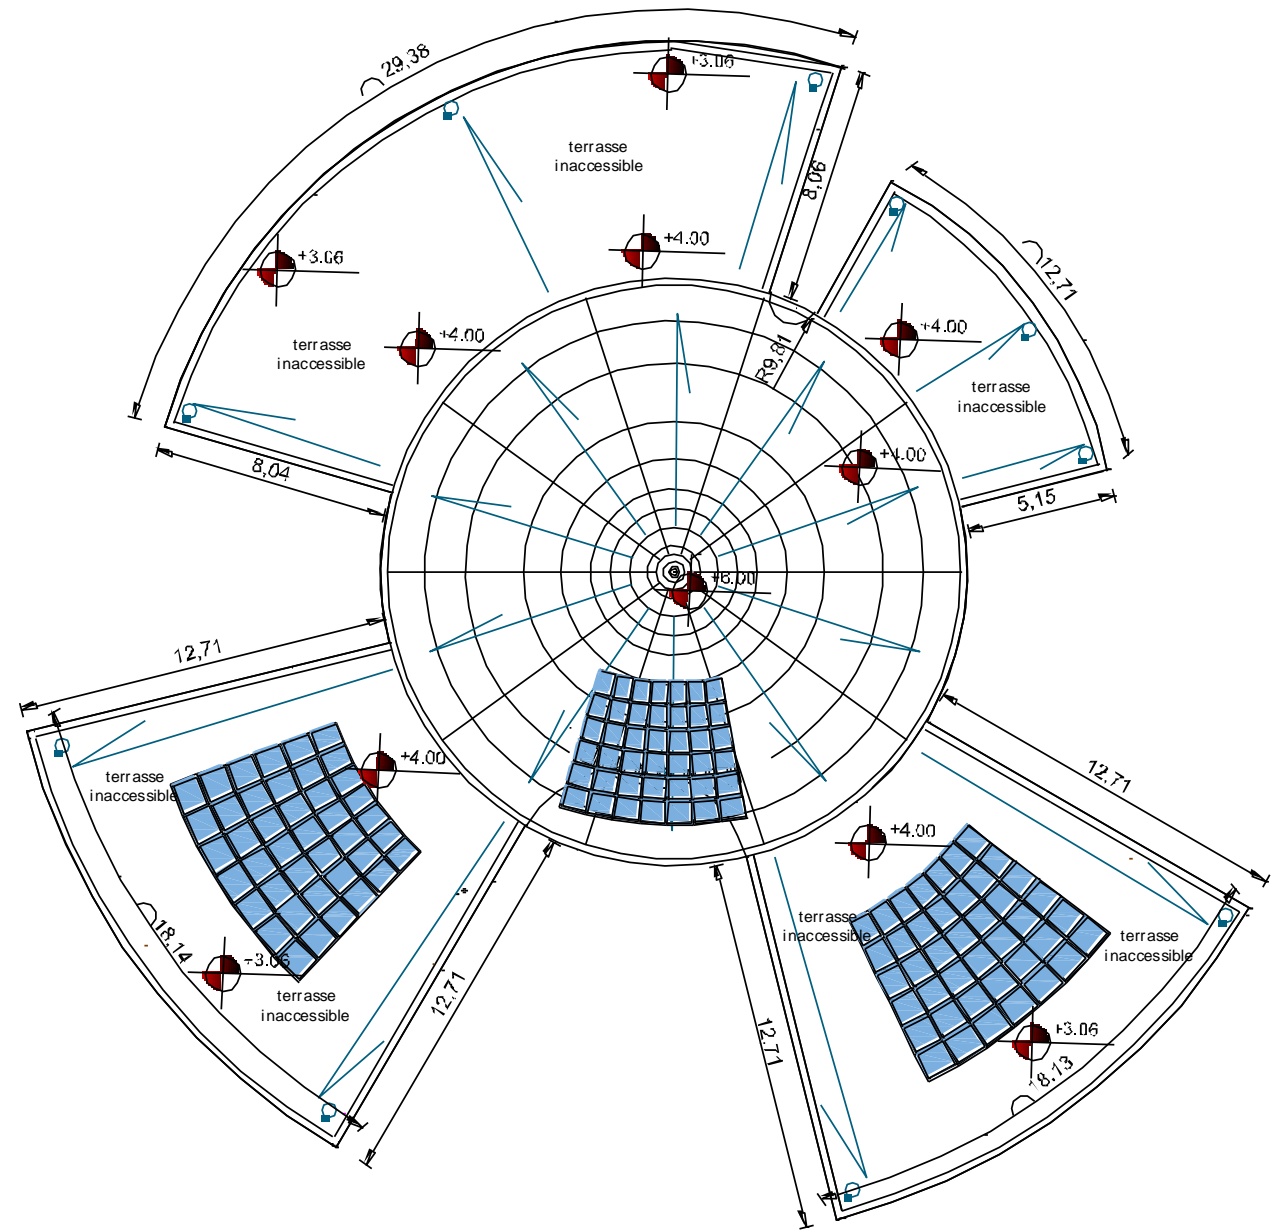 29,38
+3.06
terrasse
inaccessible
8,06
+4.00
+3.06
12,71
+4.00
+4.00
terrasse
inaccessible
R9,81
terrasse
inaccessible
+4.00
8,04
5,15
+6.00
12,71
12,71
+4.00
terrasse
inaccessible
+4.00
terrasse
inaccessible
terrasse
inaccessible
18,14
+3.06
terrasse
inaccessible
12,71
12,71
+3.06
18,13